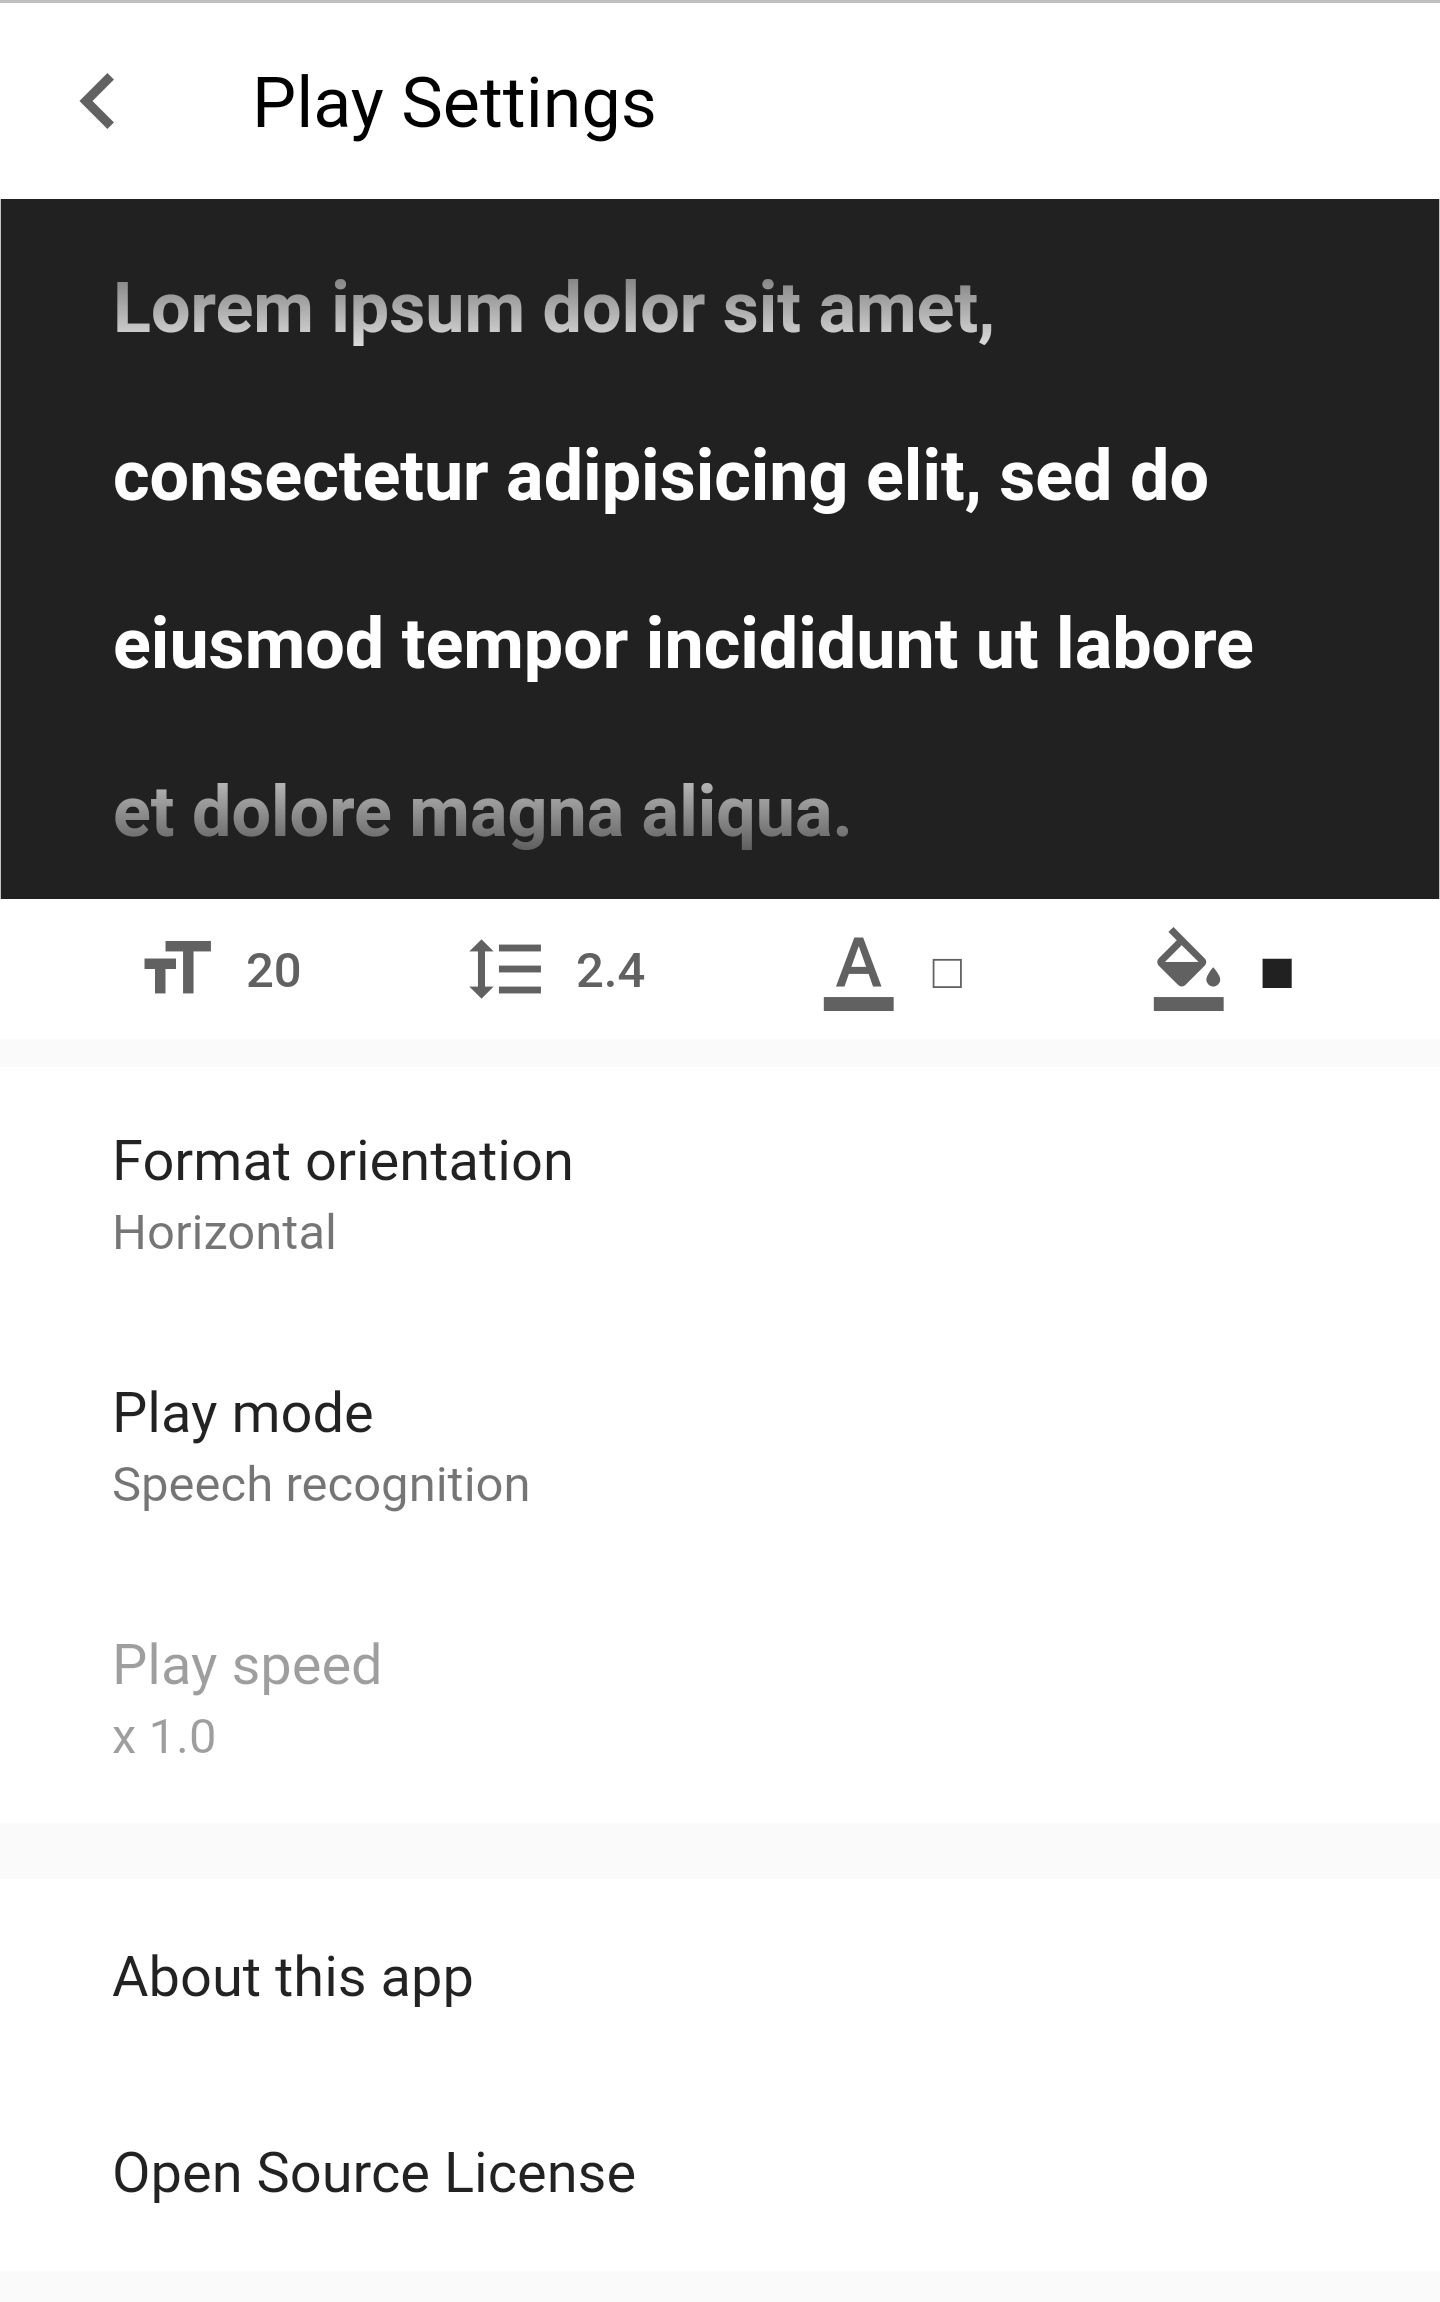 Play Settings
Lorem ipsum dolor sit amet,
consectetur adipisicing elit, sed do
eiusmod tempor incididunt ut labore
et dolore magna aliqua.
20 2.4 A
Format orientation
Horizontal
Play mode
Speech recognition
Play speed
x 1.0
About this app
Open Source License